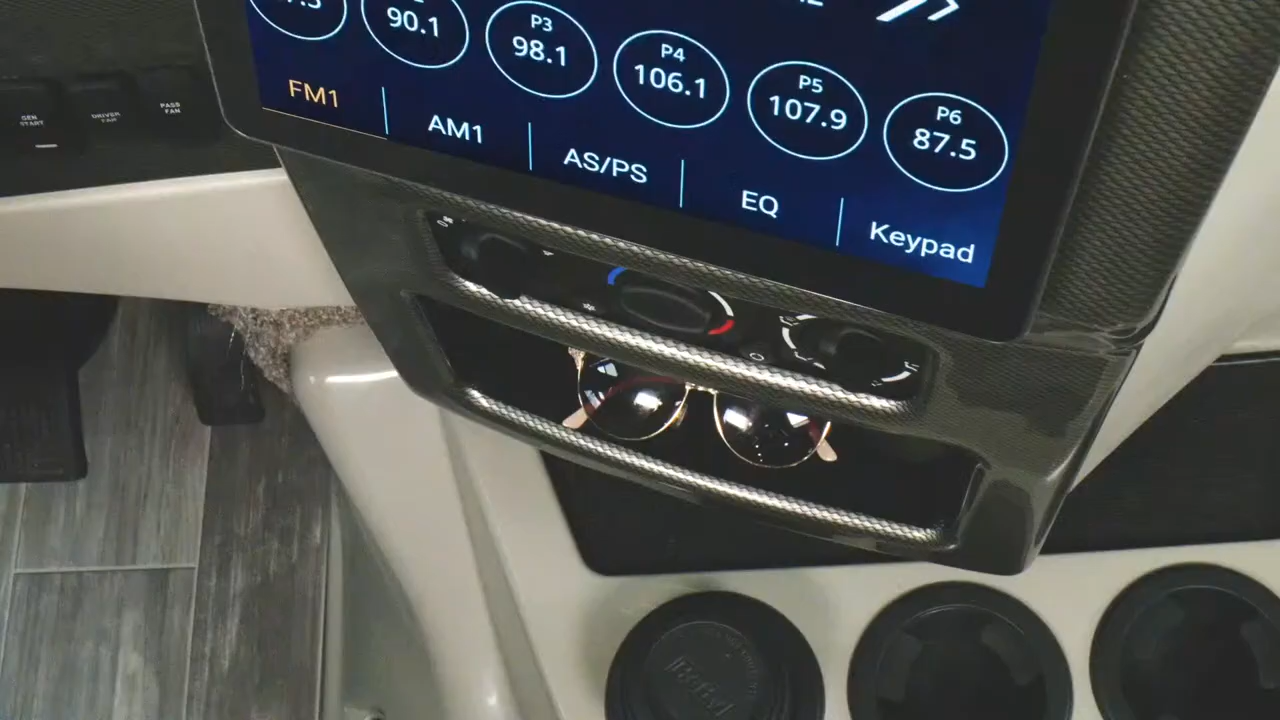 90.1
P3
98.1
P4
106.1
P5
107.9
P6
87.5
FM1
AM1
AS/PS
EQ
Keypad
GEN START
DRIVER FAN
PASS FAN